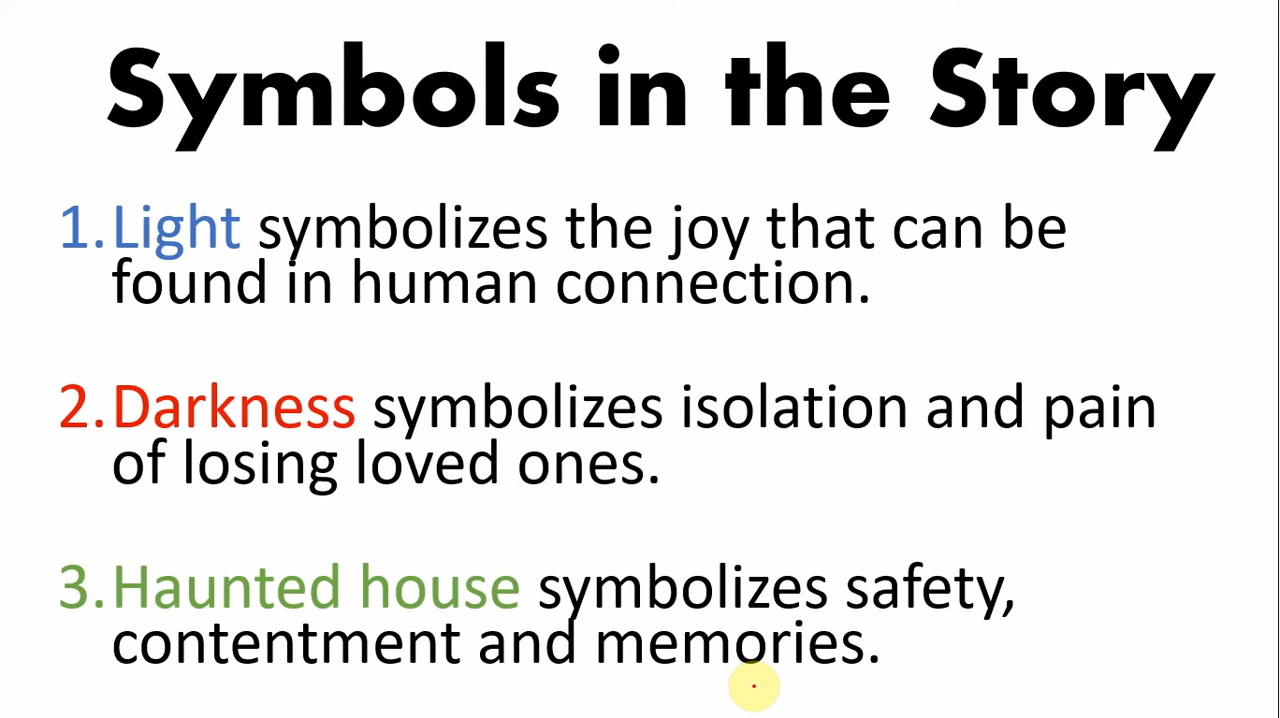 Symbols in the Story
1. Light symbolizes the joy that can be
found in human connection.
2. Darkness symbolizes isolation and pain
of losing loved ones.
3. Haunted house symbolizes safety,
contentment and memories.